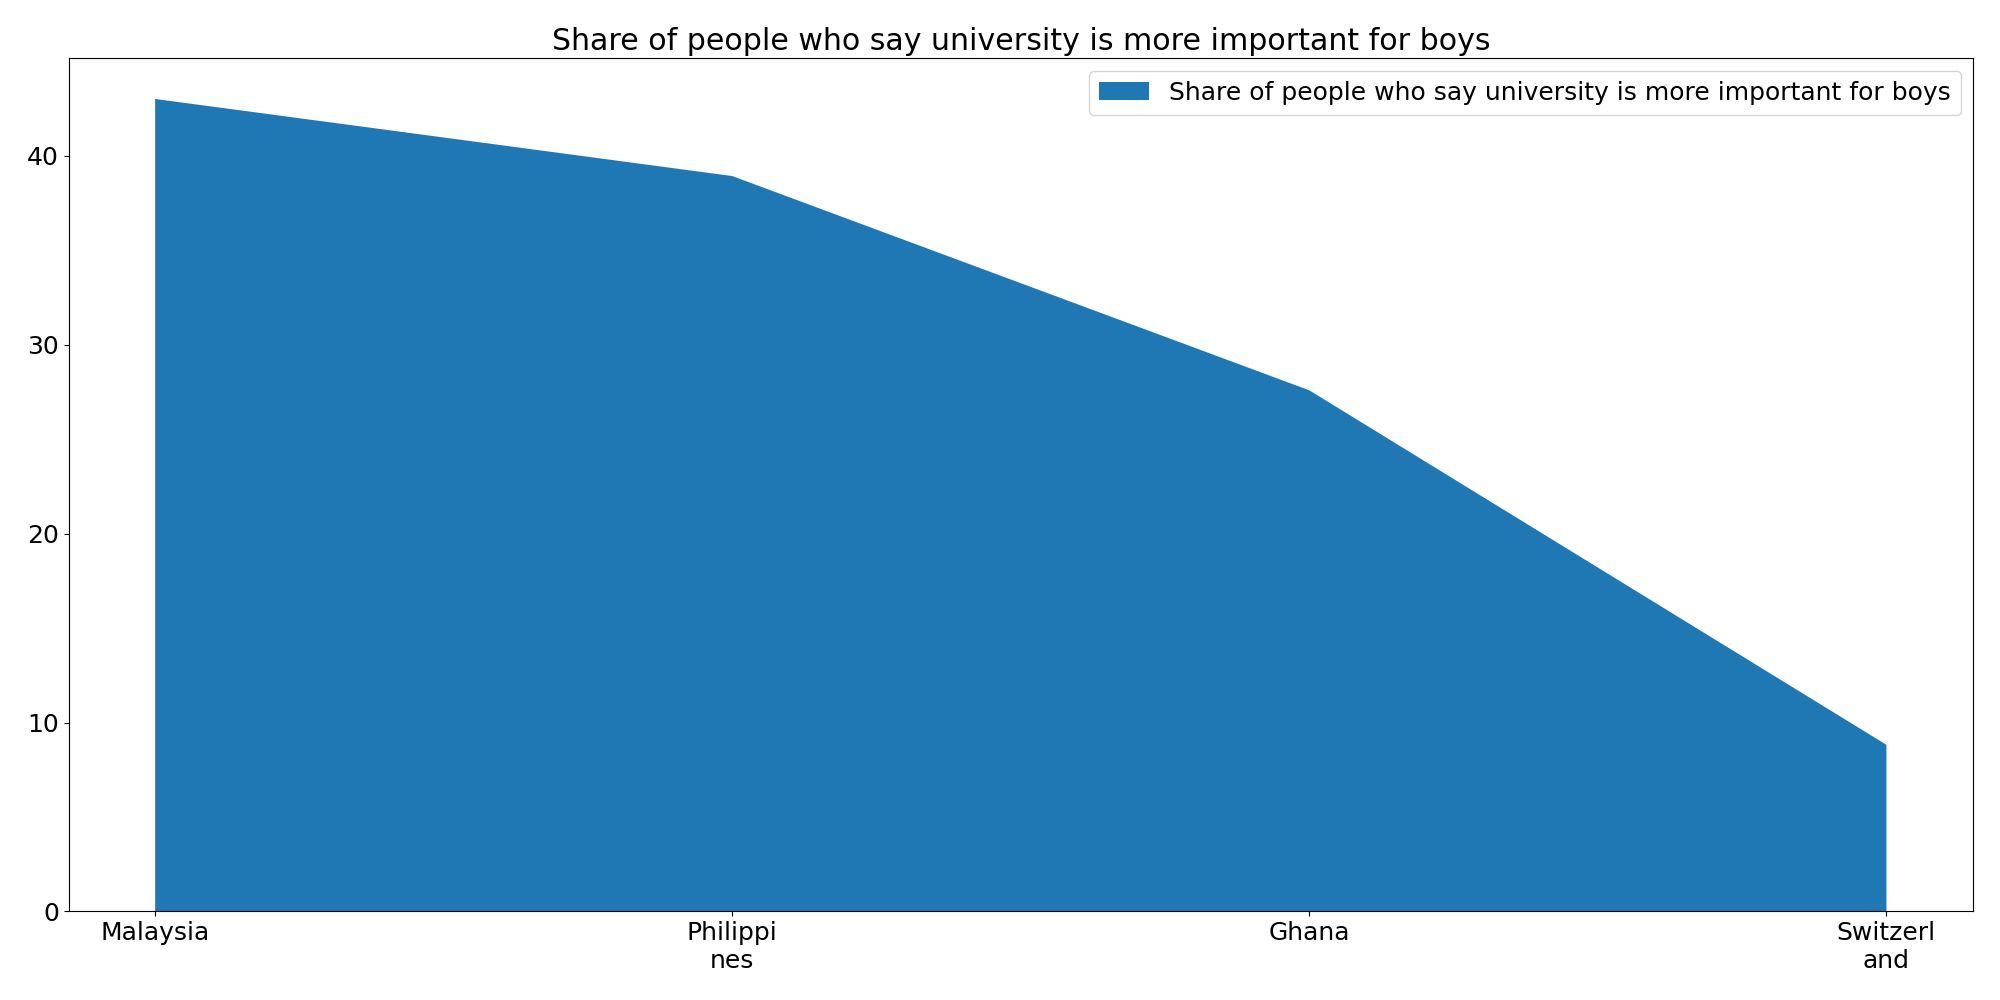 Share of people who say university is more important for boys
Share of people who say university is more important for boys
40
30
20
10
0
Malaysia
Philippi
nes
Ghana
Switzerl
and